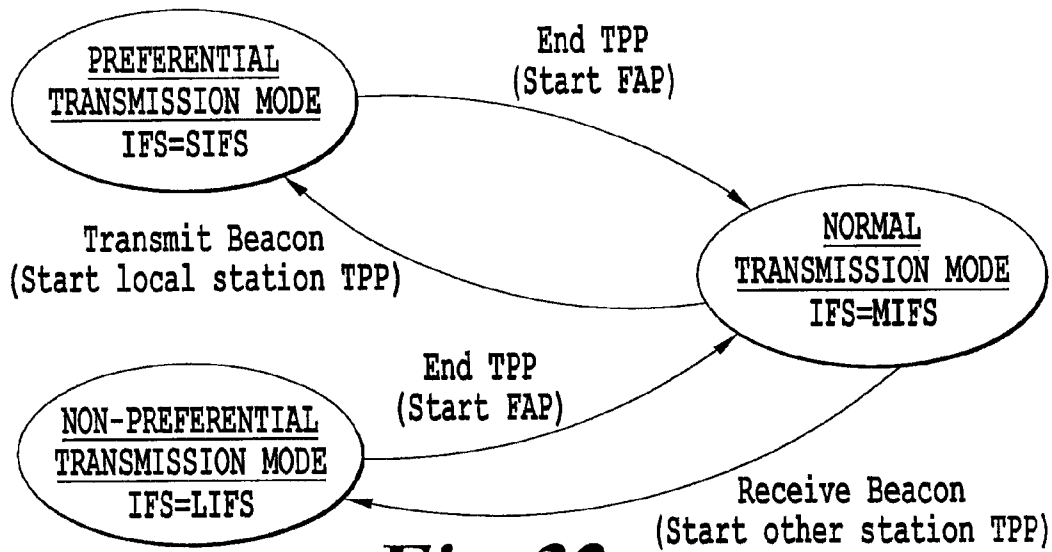 PREFERENTIAL
TRANSMISSION MODE
IFS=SIFS
End TPP
(Start FAP)
Transmit Beacon
(Start local station TPP)
NORMAL
TRANSMISSION MODE
IFS=MIFS
End TPP
(Start FAP)
NON-PREFERENTIAL
TRANSMISSION MODE
IFS=LIFS
Receive Beacon
(Start other station TPP)